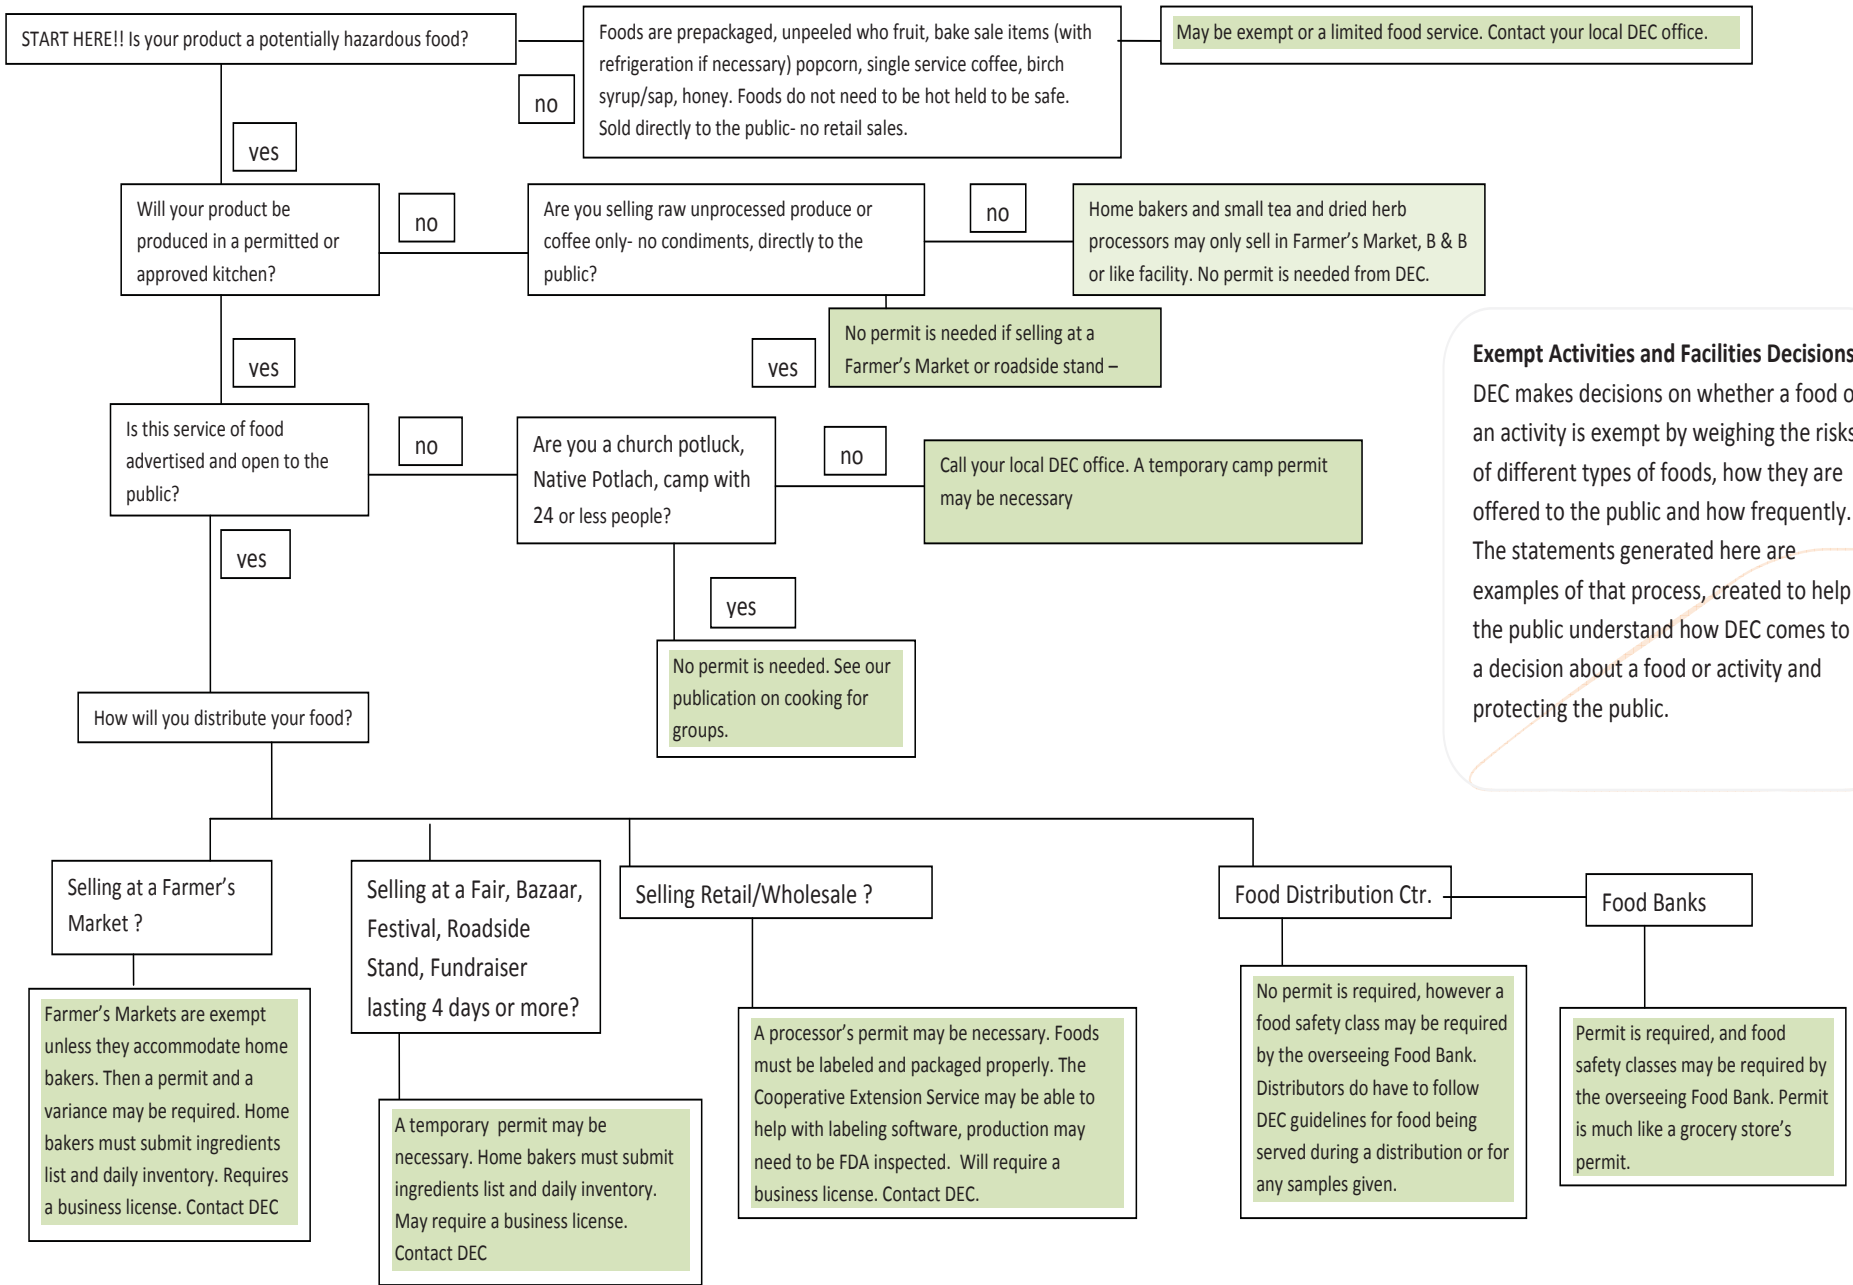 START HERE!! Is your product a potentially hazardous food?
no
Foods are prepackaged, unpeeled who fruit, bake sale items (with
refrigeration if necessary) popcorn, single service coffee, birch
syrup/sap, honey. Foods do not need to be hot held to be safe.
Sold directly to the public- no retail sales.
May be exempt or a limited food service. Contact your local DEC office.
yes
Will your product be
produced in a permitted or
approved kitchen?
no
Are you selling raw unprocessed produce or
coffee only- no condiments, directly to the
public?
no
Home bakers and small tea and dried herb
processors may only sell in Farmer's Market, B & B
or like facility. No permit is needed from DEC.
yes
No permit is needed if selling at a
Farmer's Market or roadside stand –
yes
Is this service of food
advertised and open to the
public?
no
Are you a church potluck,
Native Potlach, camp with
24 or less people?
no
Call your local DEC office. A temporary camp permit
may be necessary
yes
yes
No permit is needed. See our
publication on cooking for
groups.
Exempt Activities and Facilities Decisions
DEC makes decisions on whether a food o
an activity is exempt by weighing the risks
of different types of foods, how they are
offered to the public and how frequently.
The statements generated here are
examples of that process, created to help
the public understand how DEC comes to
a decision about a food or activity and
protecting the public.
How will you distribute your food?
Selling at a Farmer's
Market ?
Farmer's Markets are exempt
unless they accommodate home
bakers. Then a permit and a
variance may be required. Home
bakers must submit ingredients
list and daily inventory. Requires
a business license. Contact DEC
Selling at a Fair, Bazaar,
Festival, Roadside
Stand, Fundraiser
lasting 4 days or more?
A temporary permit may be
necessary. Home bakers must submit
ingredients list and daily inventory.
May require a business license.
Contact DEC
Selling Retail/Wholesale ?
A processor's permit may be necessary. Foods
must be labeled and packaged properly. The
Cooperative Extension Service may be able to
help with labeling software, production may
need to be FDA inspected. Will require a
business license. Contact DEC.
Food Distribution Ctr.
No permit is required, however a
food safety class may be required
by the overseeing Food Bank.
Distributors do have to follow
DEC guidelines for food being
served during a distribution or for
any samples given.
Food Banks
Permit is required, and food
safety classes may be required by
the overseeing Food Bank. Permit
is much like a grocery store's
permit.